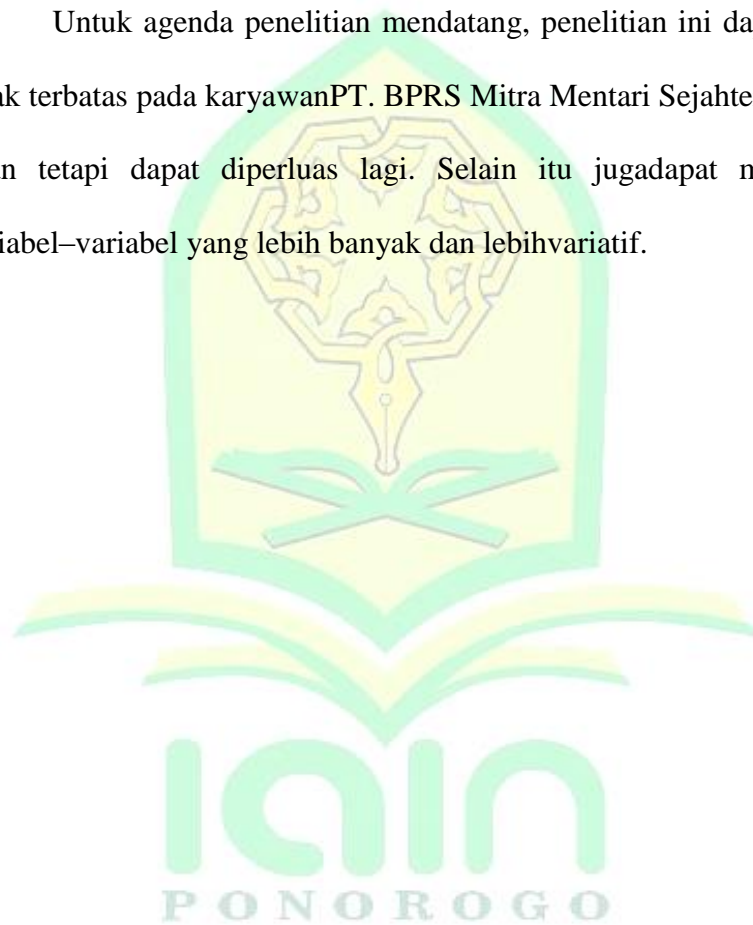 Untuk agenda penelitian mendatang, penelitian ini da
ak terbatas pada karyawanPT. BPRS Mitra Mentari Sejahte
n tetapi dapat diperluas lagi. Selain itu jugadapat
iabel–variabel yang lebih banyak dan lebihvariatif.
iain
PONOROGO